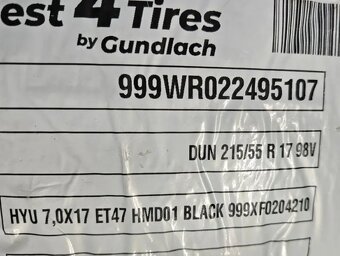 est 4 Tires
by Gundlach
999WR022495107
DUN 215/55 R 17 98V
HYU 7,0X17 ET47 HMD01 BLACK 999XF0204210